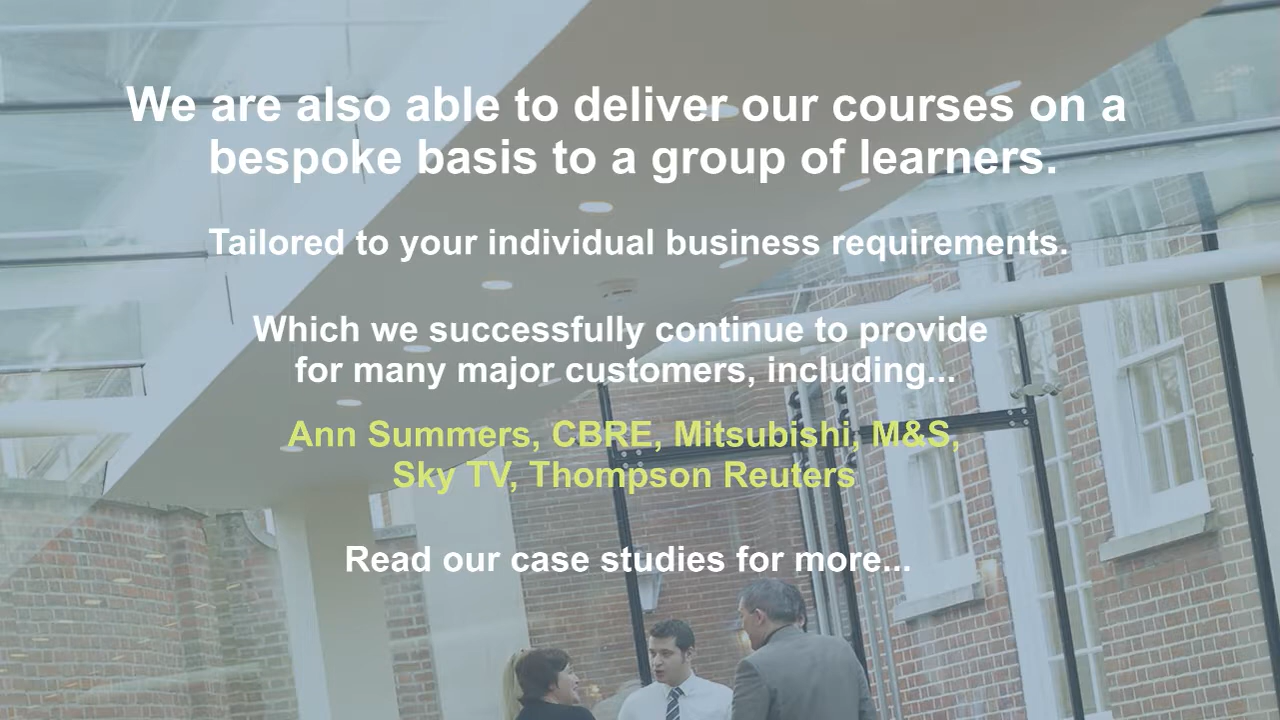 We are also able to deliver our courses on a
bespoke basis to a group of learners.
Tailored to your individual business requirements.
Which we successfully continue to provide
for many major customers, including...
Ann Summers, CBRE, Mitsubishi, M&S,
Sky TV, Thompson Reuters
Read our case studies for more...